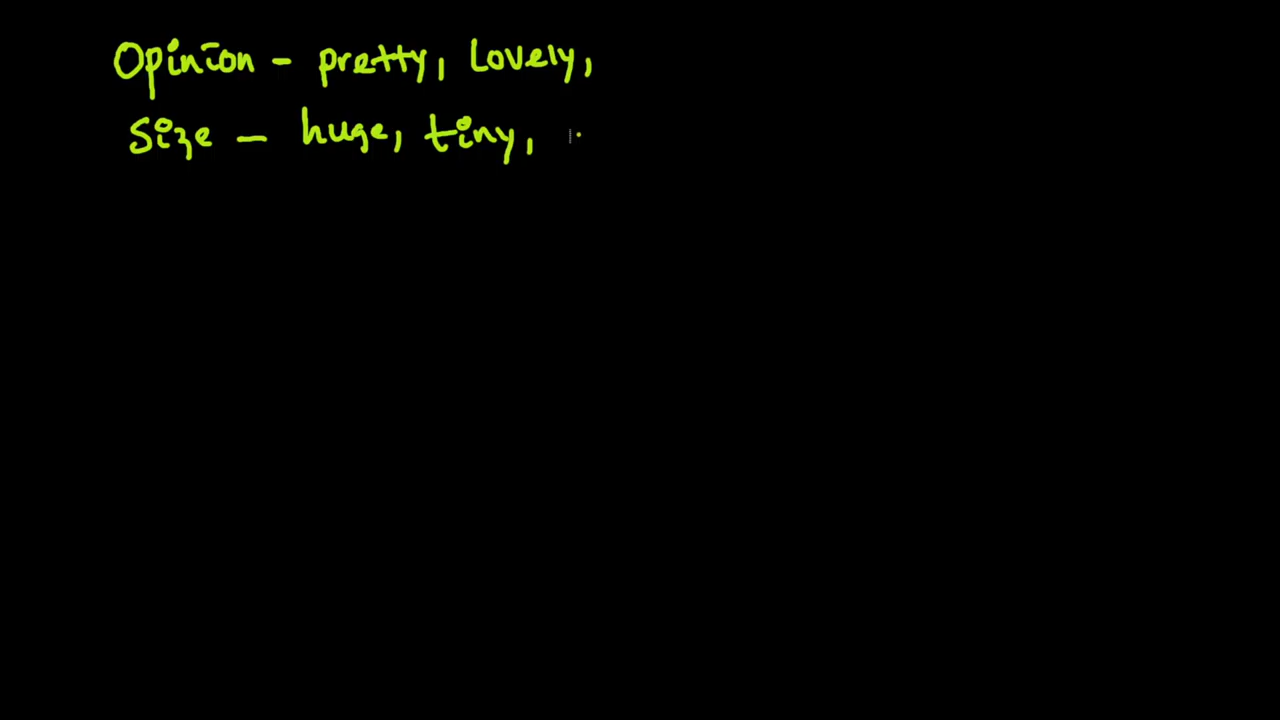 Opinion - pretty, Lovely,
Size - huge, tiny,